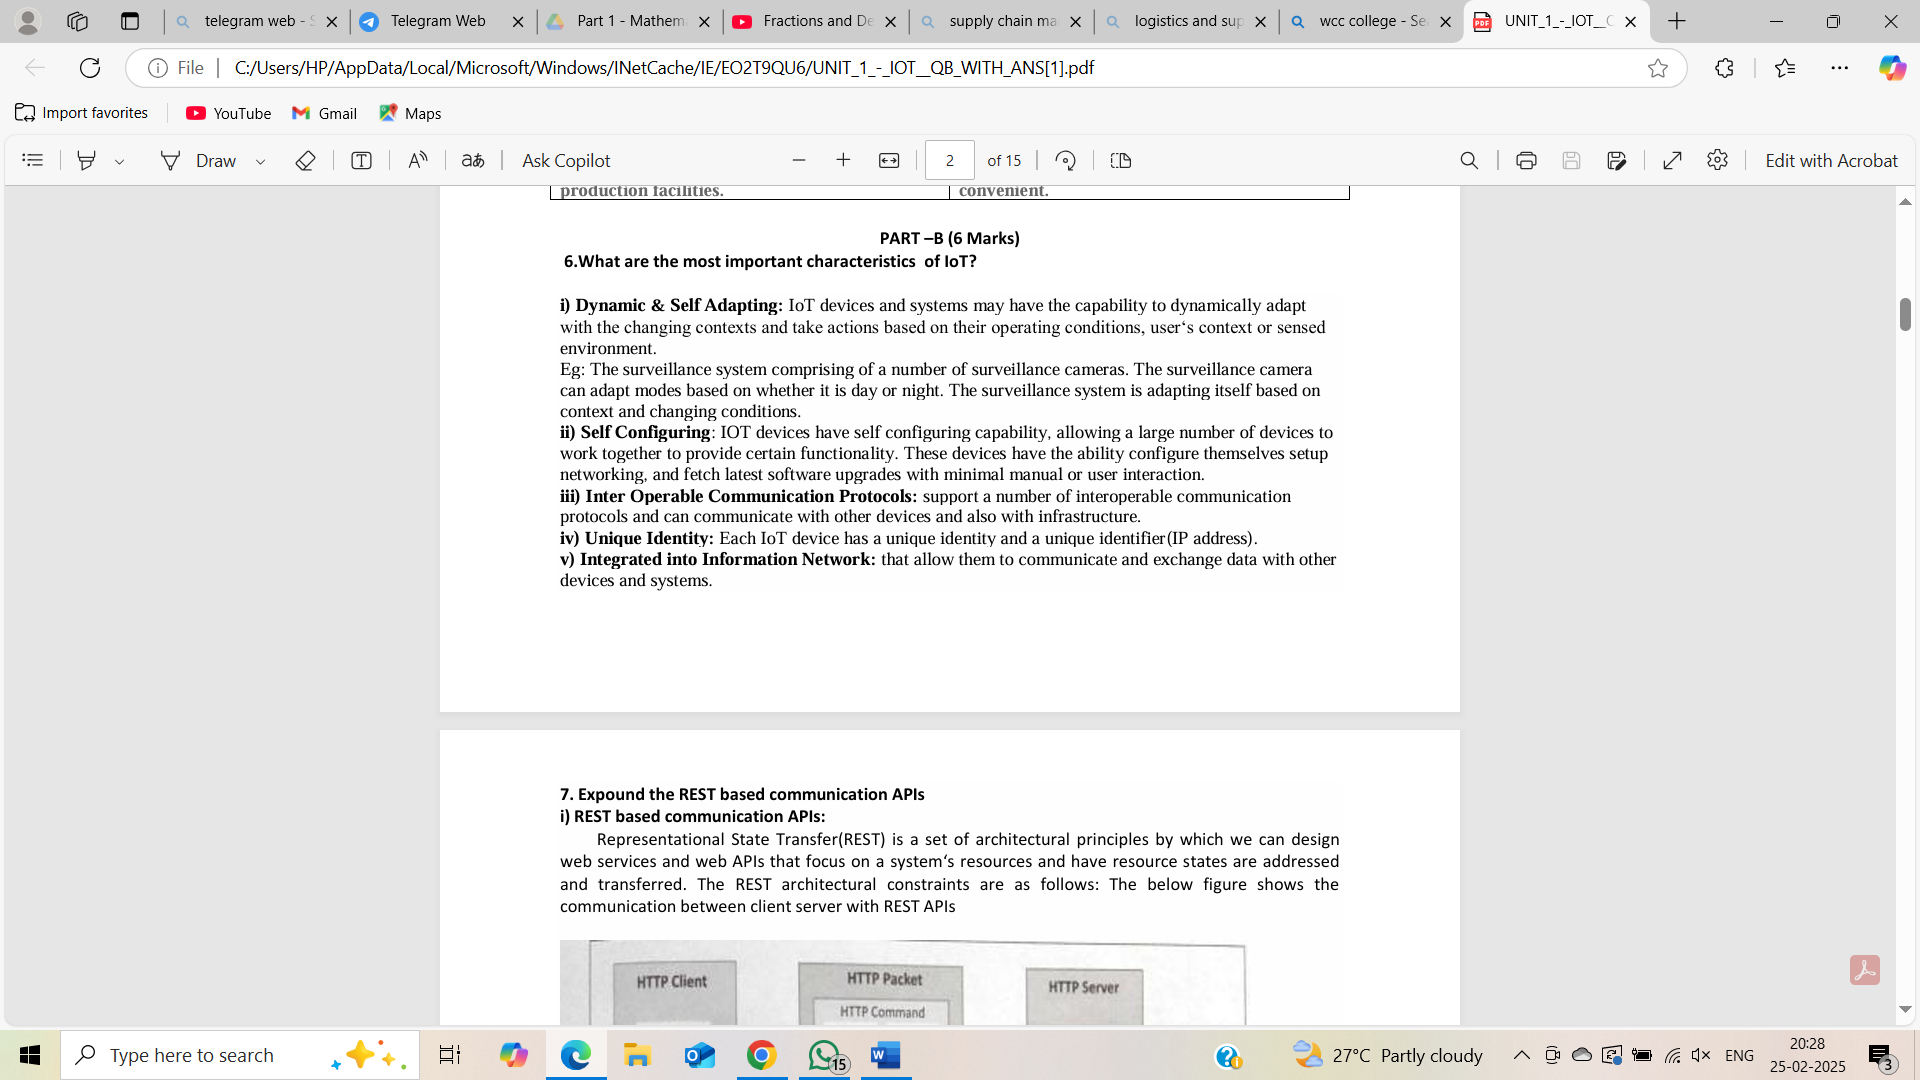 telegram web - S
Telegram Web
Part 1 - Mathem
Fractions and De
supply chain ma
logistics and sup
wcc college - Se
UNIT_1_-_IOT__C
File
C:/Users/HP/AppData/Local/Microsoft/Windows/INetCache/IE/EO2T9QU6/UNIT_1_-_IOT__QB_WITH_ANS[1].pdf
Import favorites
YouTube
Gmail
Maps
Draw
Ask Copilot
2 of 15
Edit with Acrobat
production facilities. convenient.
PART –B (6 Marks)
6.What are the most important characteristics of IoT?
i) Dynamic & Self Adapting: IoT devices and systems may have the capability to dynamically adapt
with the changing contexts and take actions based on their operating conditions, user‘s context or sensed
environment.
Eg: The surveillance system comprising of a number of surveillance cameras. The surveillance camera
can adapt modes based on whether it is day or night. The surveillance system is adapting itself based on
context and changing conditions.
ii) Self Configuring: IOT devices have self configuring capability, allowing a large number of devices to
work together to provide certain functionality. These devices have the ability configure themselves setup
networking, and fetch latest software upgrades with minimal manual or user interaction.
iii) Inter Operable Communication Protocols: support a number of interoperable communication
protocols and can communicate with other devices and also with infrastructure.
iv) Unique Identity: Each IoT device has a unique identity and a unique identifier(IP address).
v) Integrated into Information Network: that allow them to communicate and exchange data with other
devices and systems.
7. Expound the REST based communication APIs
i) REST based communication APIs:
Representational State Transfer(REST) is a set of architectural principles by which we can design
web services and web APIs that focus on a system‘s resources and have resource states are addressed
and transferred. The REST architectural constraints are as follows: The below figure shows the
communication between client server with REST APIs
HTTP Client
HTTP Packet
HTTP Server
HTTP Command
Type here to search
15
27°C Partly cloudy
ENG
20:28
25-02-2025
3